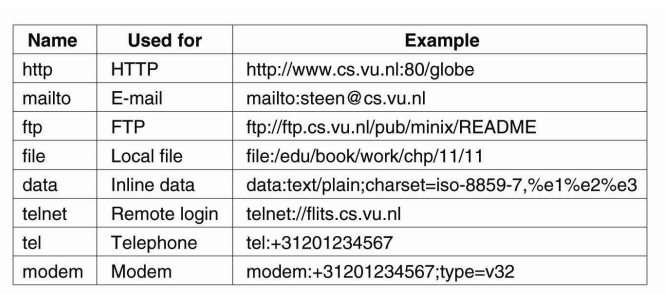 Name Used for Example
http HTTP http://www.cs.vu.nl:80/globe
mailto E-mail mailto:steen@cs.vu.nl
ftp FTP ftp://ftp.cs.vu.nl/pub/minix/README
file Local file file:/edu/book/work/chp/11/11
data Inline data data:text/plain;charset=iso-8859-7,%e1%e2%e3
telnet Remote login telnet://flits.cs.vu.nl
tel Telephone tel:+31201234567
modem Modem modem:+31201234567;type=v32